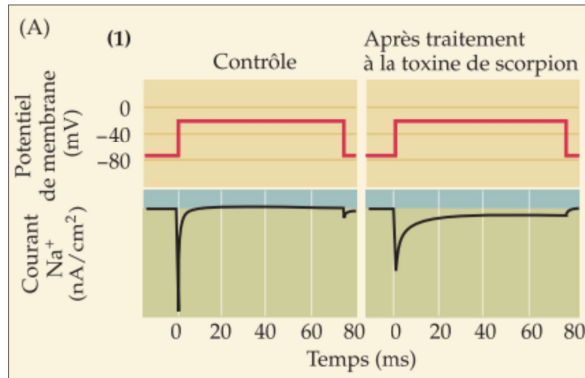 (A)
(1)
Contrôle
Après traitement
à la toxine de scorpion
Potentiel
de membrane
(mV)
0
−40
−80
Courant
Na⁺
(nA/cm²)
0 20 40 60 80
0 20 40 60 80
Temps (ms)